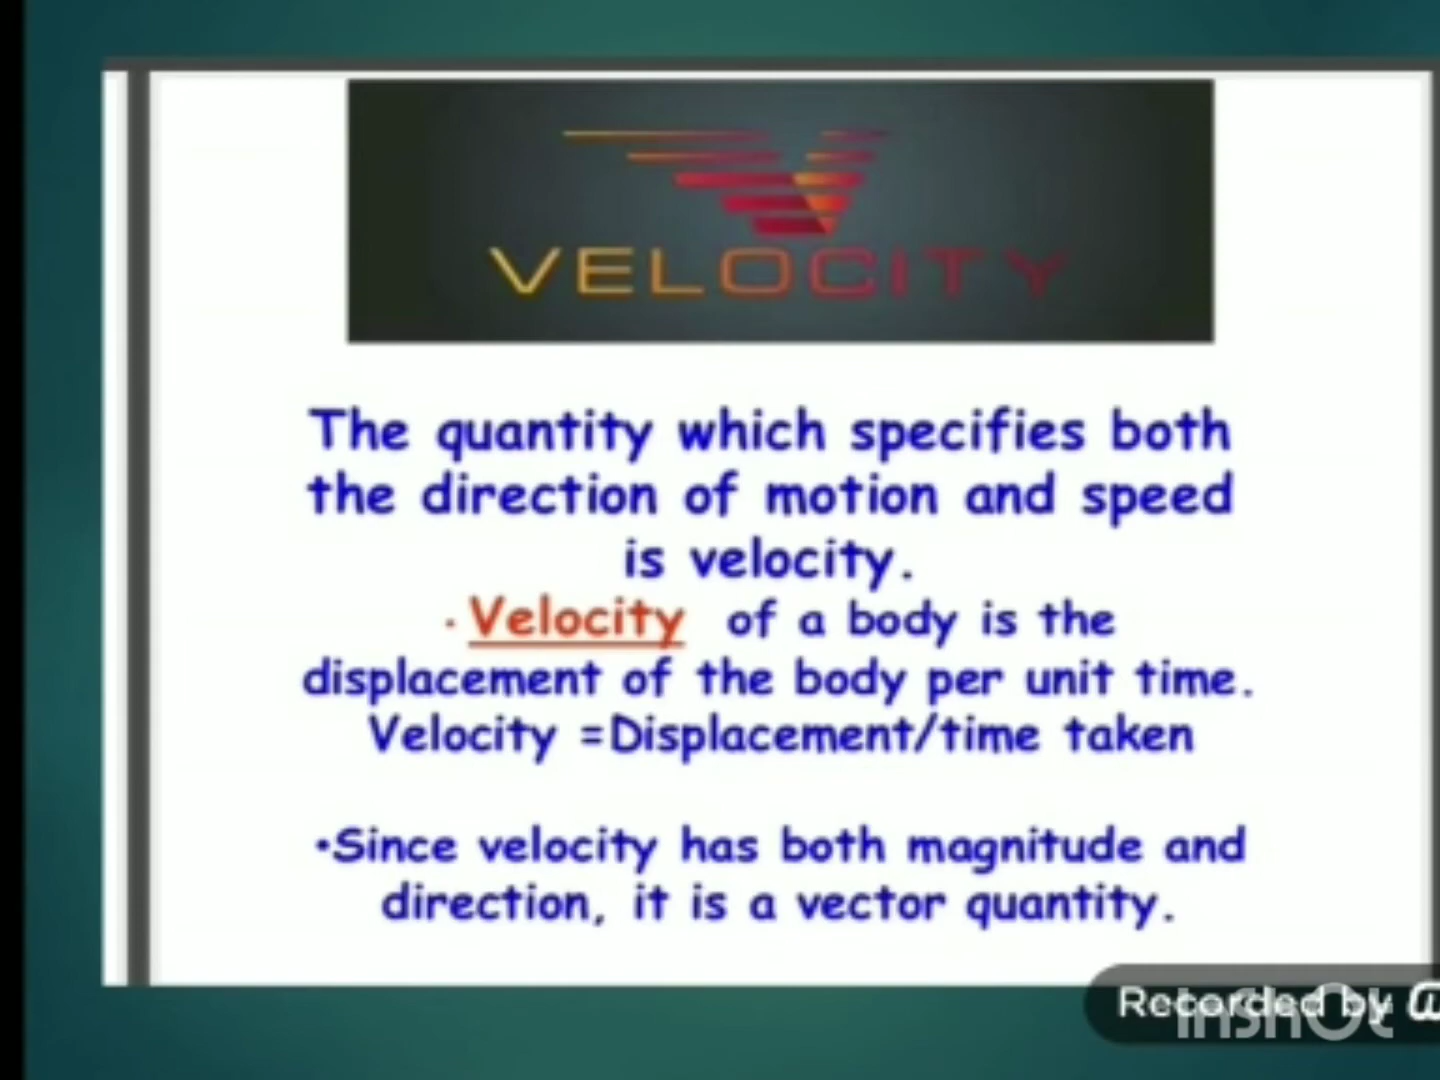 VELOCITY
The quantity which specifies both
the direction of motion and speed
is velocity.
· Velocity of a body is the
displacement of the body per unit time.
Velocity =Displacement/time taken
•Since velocity has both magnitude and
direction, it is a vector quantity.
Recorded by @
InShOt